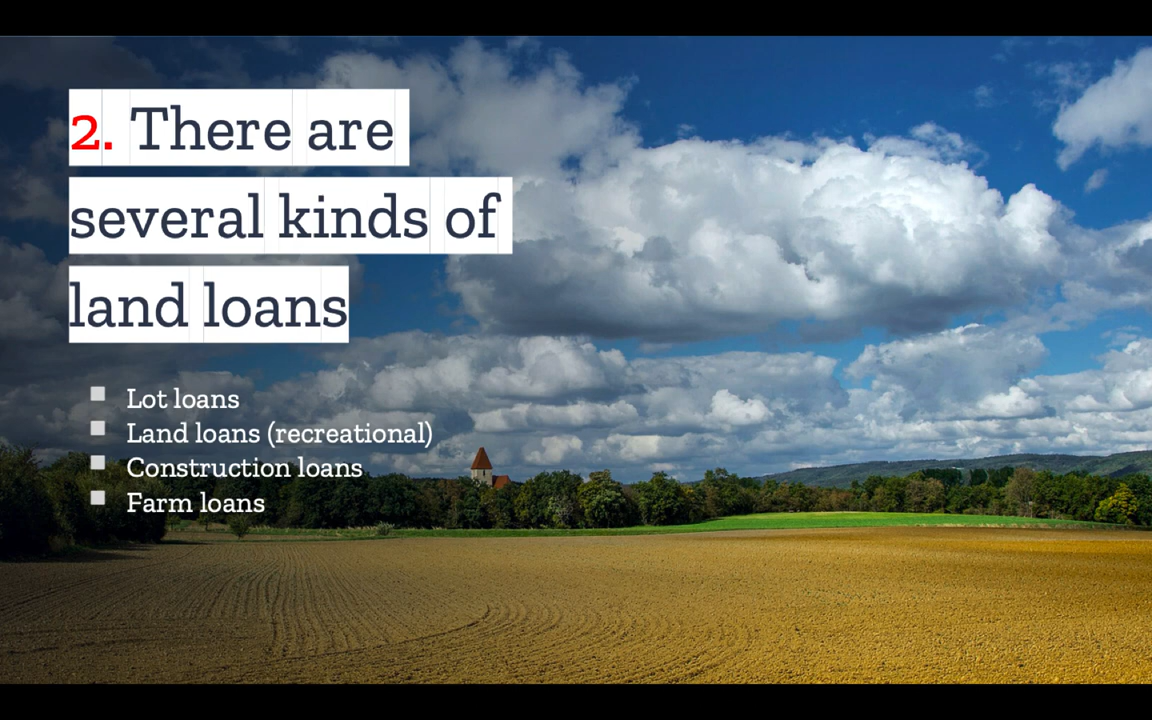 2. There are
several kinds of
land loans
Lot loans
Land loans (recreational)
Construction loans
Farm loans